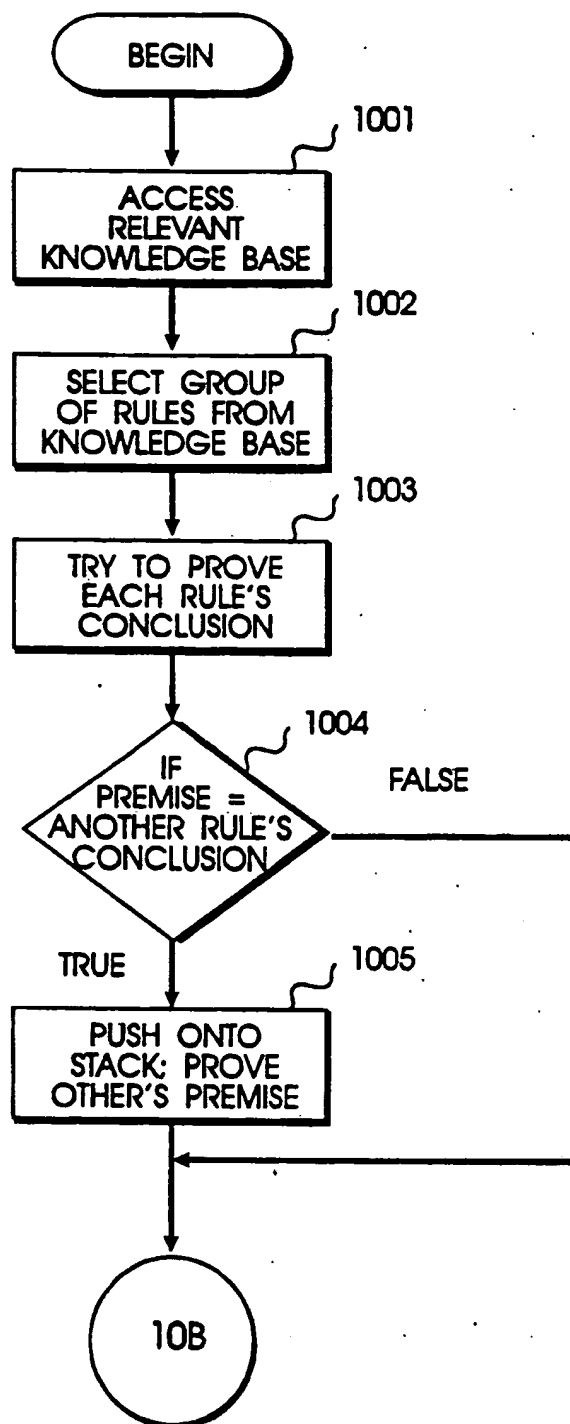 BEGIN
1001
ACCESS
RELEVANT
KNOWLEDGE BASE
1002
SELECT GROUP
OF RULES FROM
KNOWLEDGE BASE
1003
TRY TO PROVE
EACH RULE'S
CONCLUSION
1004
IF
PREMISE =
ANOTHER RULE'S
CONCLUSION
FALSE
TRUE
1005
PUSH ONTO
STACK; PROVE
OTHER'S PREMISE
10B